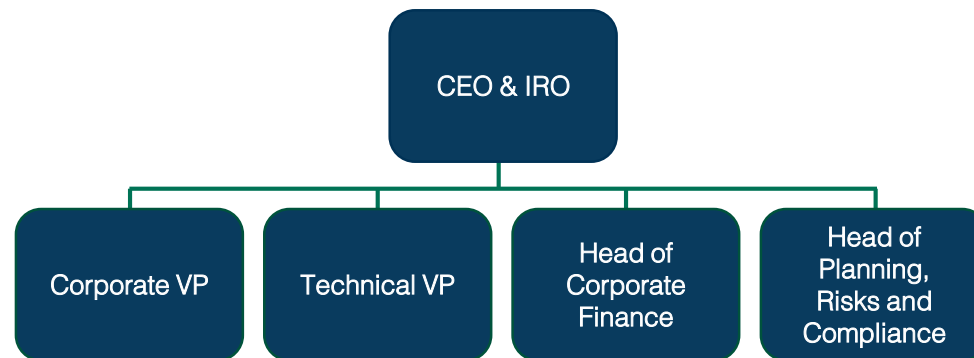 CEO & IRO
Corporate VP
Technical VP
Head of
Corporate
Finance
Head of
Planning,
Risks and
Compliance